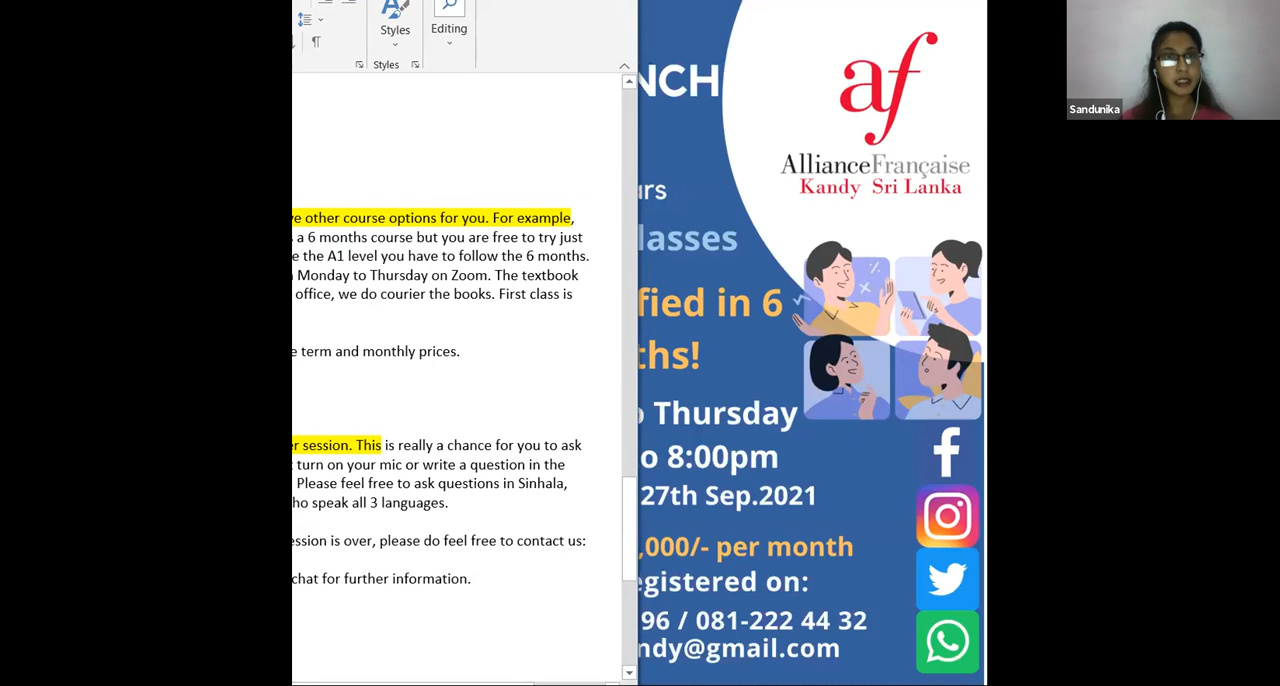 Styles
Editing
Styles
ve other course options for you. For example,
a 6 months course but you are free to try just
e the A1 level you have to follow the 6 months.
Monday to Thursday on Zoom. The textbook
office, we do courier the books. First class is
e term and monthly prices.
er session. This is really a chance for you to ask
turn on your mic or write a question in the
Please feel free to ask questions in Sinhala,
ho speak all 3 languages.
ession is over, please do feel free to contact us:
chat for further information.
NCH
af
AllianceFrançaise
Kandy Sri Lanka
ars
lasses
fied in 6
ths!
o Thursday
o 8:00pm
27th Sep.2021
,000/- per month
egistered on:
96 / 081-222 44 32
ndy@gmail.com
Sandunika